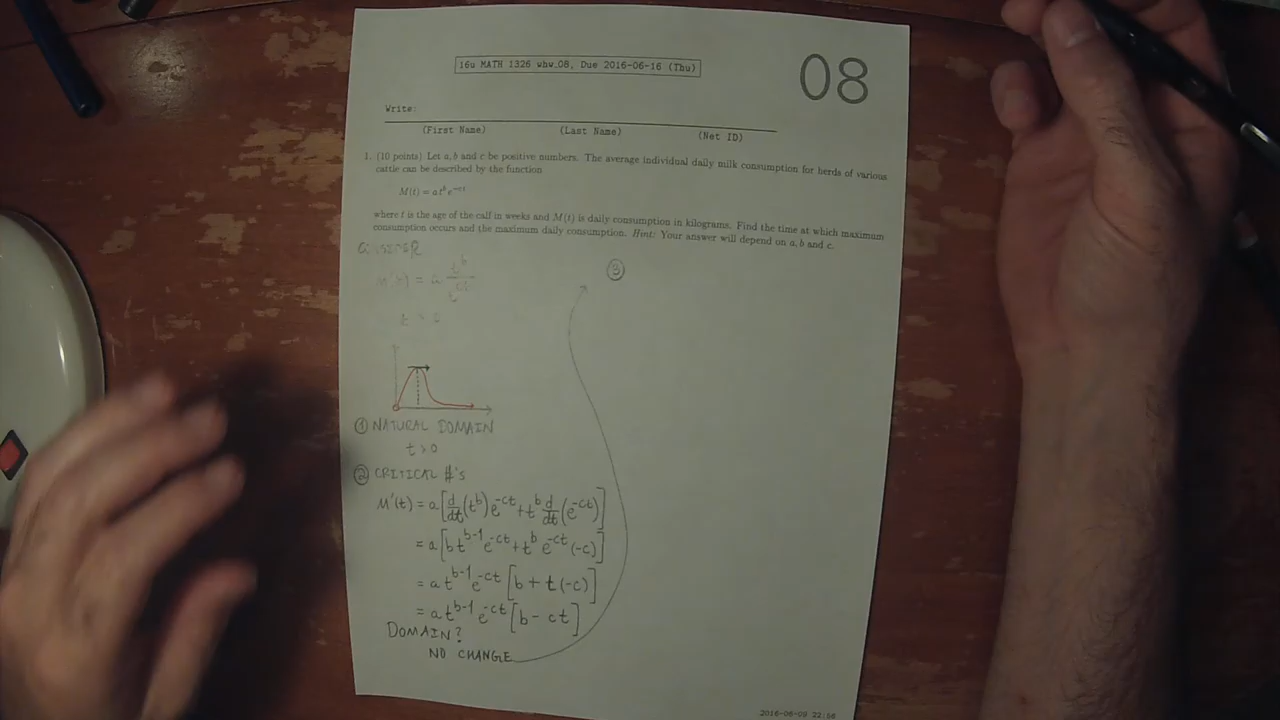 16u MATH 1326 whw_08, Due 2016-06-16 (Thu)
08
Write:
(First Name) (Last Name) (Net ID)
1. (10 points) Let a, b and c be positive numbers. The average individual daily milk consumption for herds of various
cattle can be described by the function
M(t) = at^b e^{-ct}
where t is the age of the calf in weeks and M(t) is daily consumption in kilograms. Find the time at which maximum
consumption occurs and the maximum daily consumption. Hint: Your answer will depend on a, b and c.
CONSIDER
① NATURAL DOMAIN
t > 0
② CRITICAL #'s
M'(t) = a[d/dt(t^b)e^{-ct} + t^b d/dt(e^{-ct})]
= a[bt^{b-1}e^{-ct} + t^b e^{-ct}(-c)]
= at^{b-1}e^{-ct}[b + t(-c)]
= at^{b-1}e^{-ct}[b - ct]
DOMAIN?
NO CHANGE
③
2016-06-09 22:56